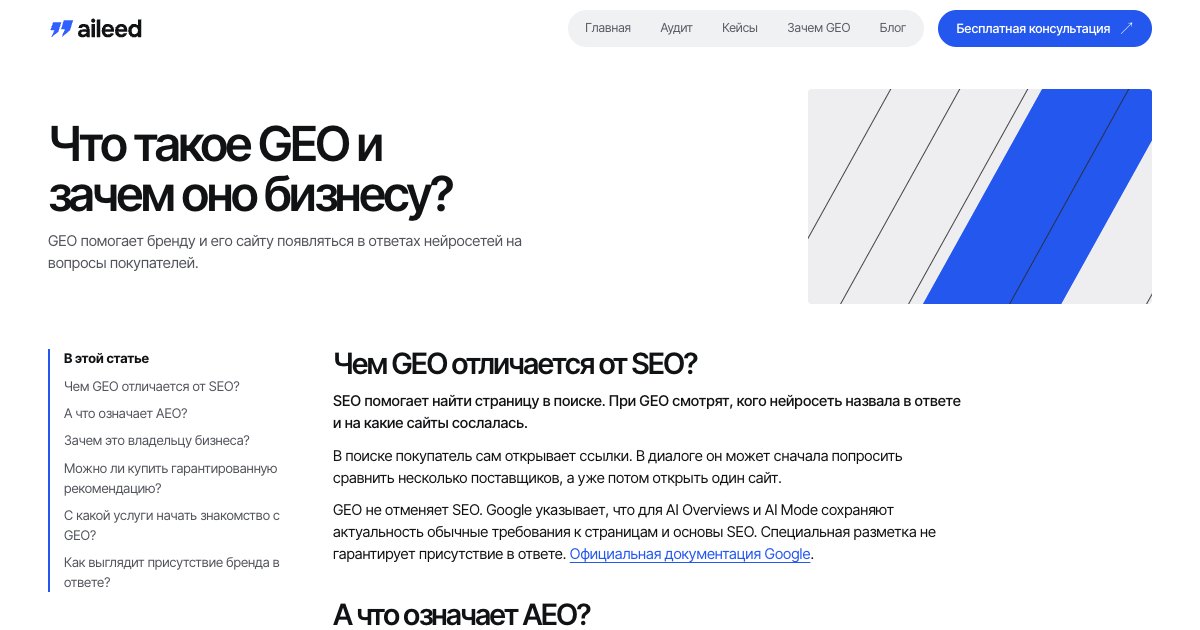 aileed
Главная
Аудит
Кейсы
Зачем GEO
Блог
Бесплатная консультация
Что такое GEO и
зачем оно бизнесу?
GEO помогает бренду и его сайту появляться в ответах нейросетей на
вопросы покупателей.
В этой статье
Чем GEO отличается от SEO?
А что означает AEO?
Зачем это владельцу бизнеса?
Можно ли купить гарантированную
рекомендацию?
С какой услуги начать знакомство с
GEO?
Как выглядит присутствие бренда в
ответе?
Чем GEO отличается от SEO?
SEO помогает найти страницу в поиске. При GEO смотрят, кого нейросеть назвала в ответе
и на какие сайты сослалась.
В поиске покупатель сам открывает ссылки. В диалоге он может сначала попросить
сравнить несколько поставщиков, а уже потом открыть один сайт.
GEO не отменяет SEO. Google указывает, что для AI Overviews и AI Mode сохраняют
актуальность обычные требования к страницам и основы SEO. Специальная разметка не
гарантирует присутствие в ответе. Официальная документация Google.
А что означает AEO?